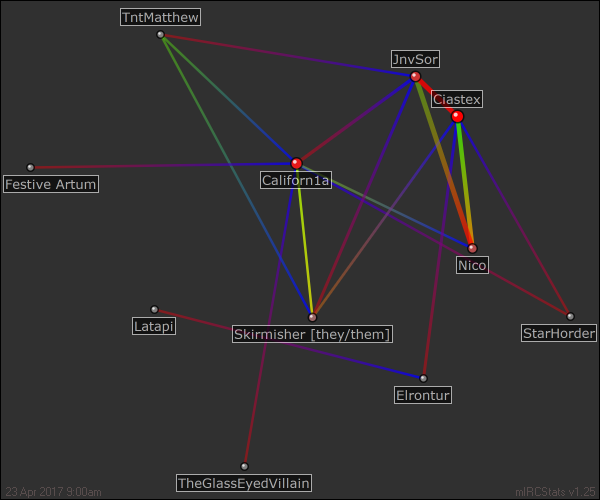 TntMatthew
JnvSor
Ciastex
Festive Artum
Californ1a
Nico
Latapi
Skirmisher [they/them]
StarHorder
Elrontur
TheGlassEyedVillain
23 Apr 2017 9:00am
mIRCStats v1.25